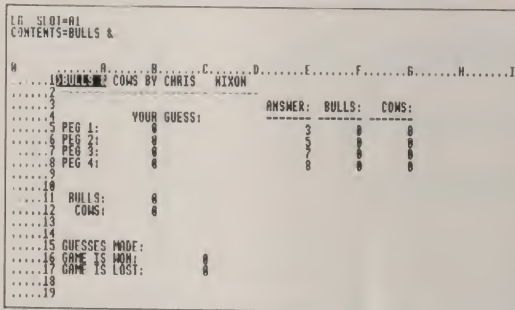 SLOT=A1
CONTENTS=BULLS &
.......A.......B.......C.......D.......E.......F.......G.......H.......I
......1)BULLS & COWS BY CHRIS NIXON
......2 -----------------------------
......3 ANSWER: BULLS: COWS:
......4 YOUR GUESS: ------- ------ -------
......5 PEG 1: 0 3 0 0
......6 PEG 2: 0 5 0 0
......7 PEG 3: 0 7 0 0
......8 PEG 4: 0 8 0 0
......9
.....10
.....11 BULLS: 0
.....12 COWS: 0
.....13
.....14
.....15 GUESSES MADE:
.....16 GAME IS WON: 0
.....17 GAME IS LOST: 0
.....18
.....19